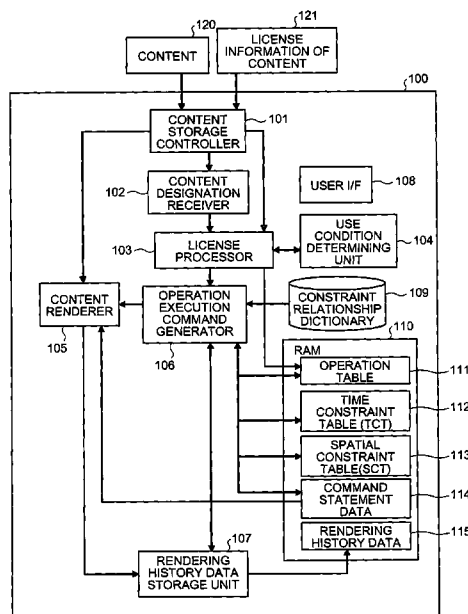 120
121
CONTENT
LICENSE
INFORMATION OF
CONTENT
100
CONTENT
STORAGE
CONTROLLER
101
102
CONTENT
DESIGNATION
RECEIVER
USER I/F
108
103
LICENSE
PROCESSOR
USE
CONDITION
DETERMINING
UNIT
104
CONTENT
RENDERER
105
OPERATION
EXECUTION
COMMAND
GENERATOR
106
CONSTRAINT
RELATIONSHIP
DICTIONARY
109
110
RAM
OPERATION
TABLE
111
TIME
CONSTRAINT
TABLE (TCT)
112
SPATIAL
CONSTRAINT
TABLE(SCT)
113
COMMAND
STATEMENT
DATA
114
RENDERING
HISTORY DATA
115
107
RENDERING
HISTORY DATA
STORAGE UNIT